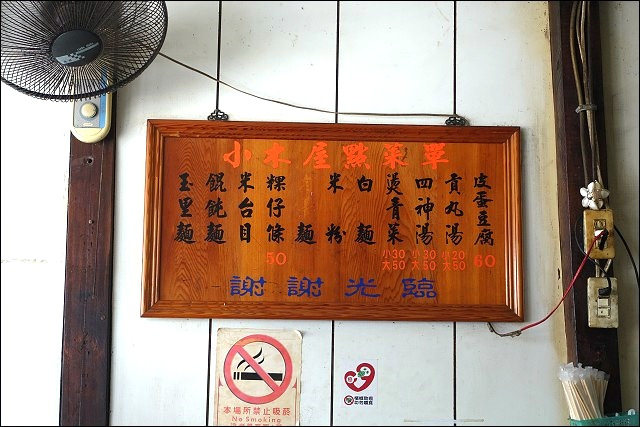 小木屋點菜單
玉里麵
餛飩麵
米台目
粿仔條
麵
米粉
白麵
燙青菜
四神湯
貢丸湯
皮蛋豆腐
50
小30
大50
小30
大50
小20
大50
60
謝謝光臨
本場所禁止吸菸
No Smoking